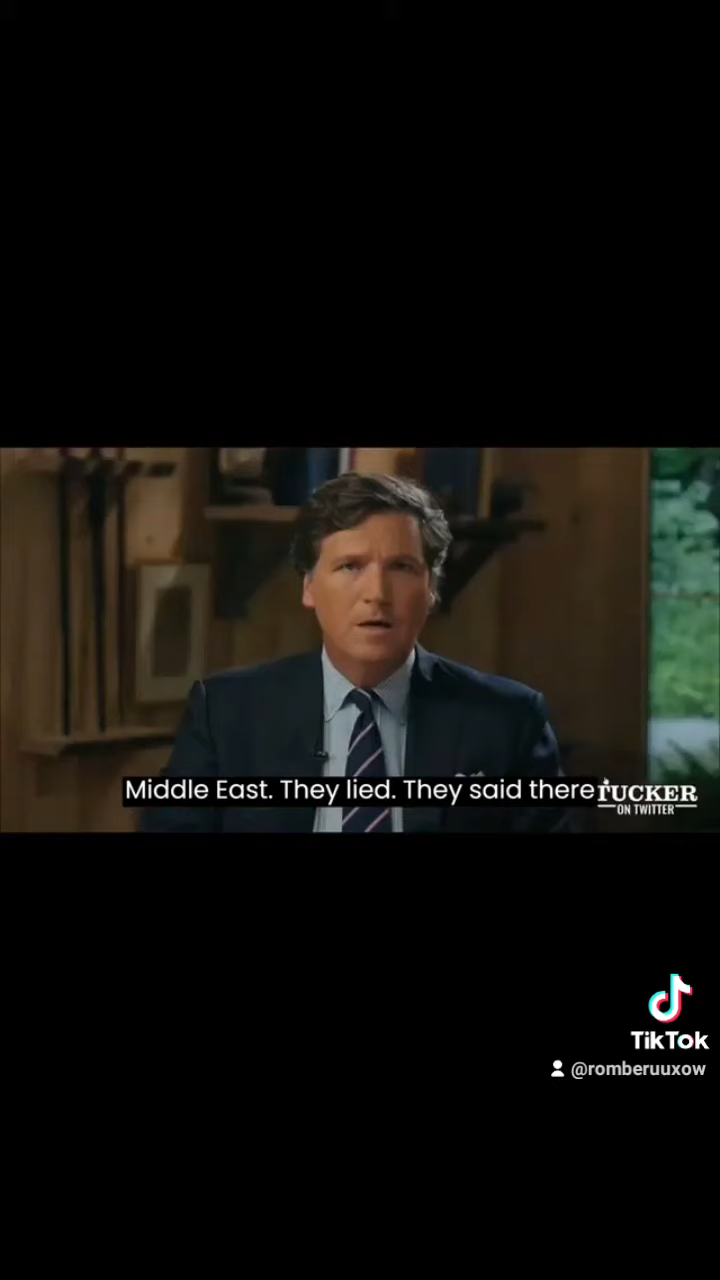 Middle East. They lied. They said there
TUCKER
ON TWITTER
TikTok
@romberuuxow